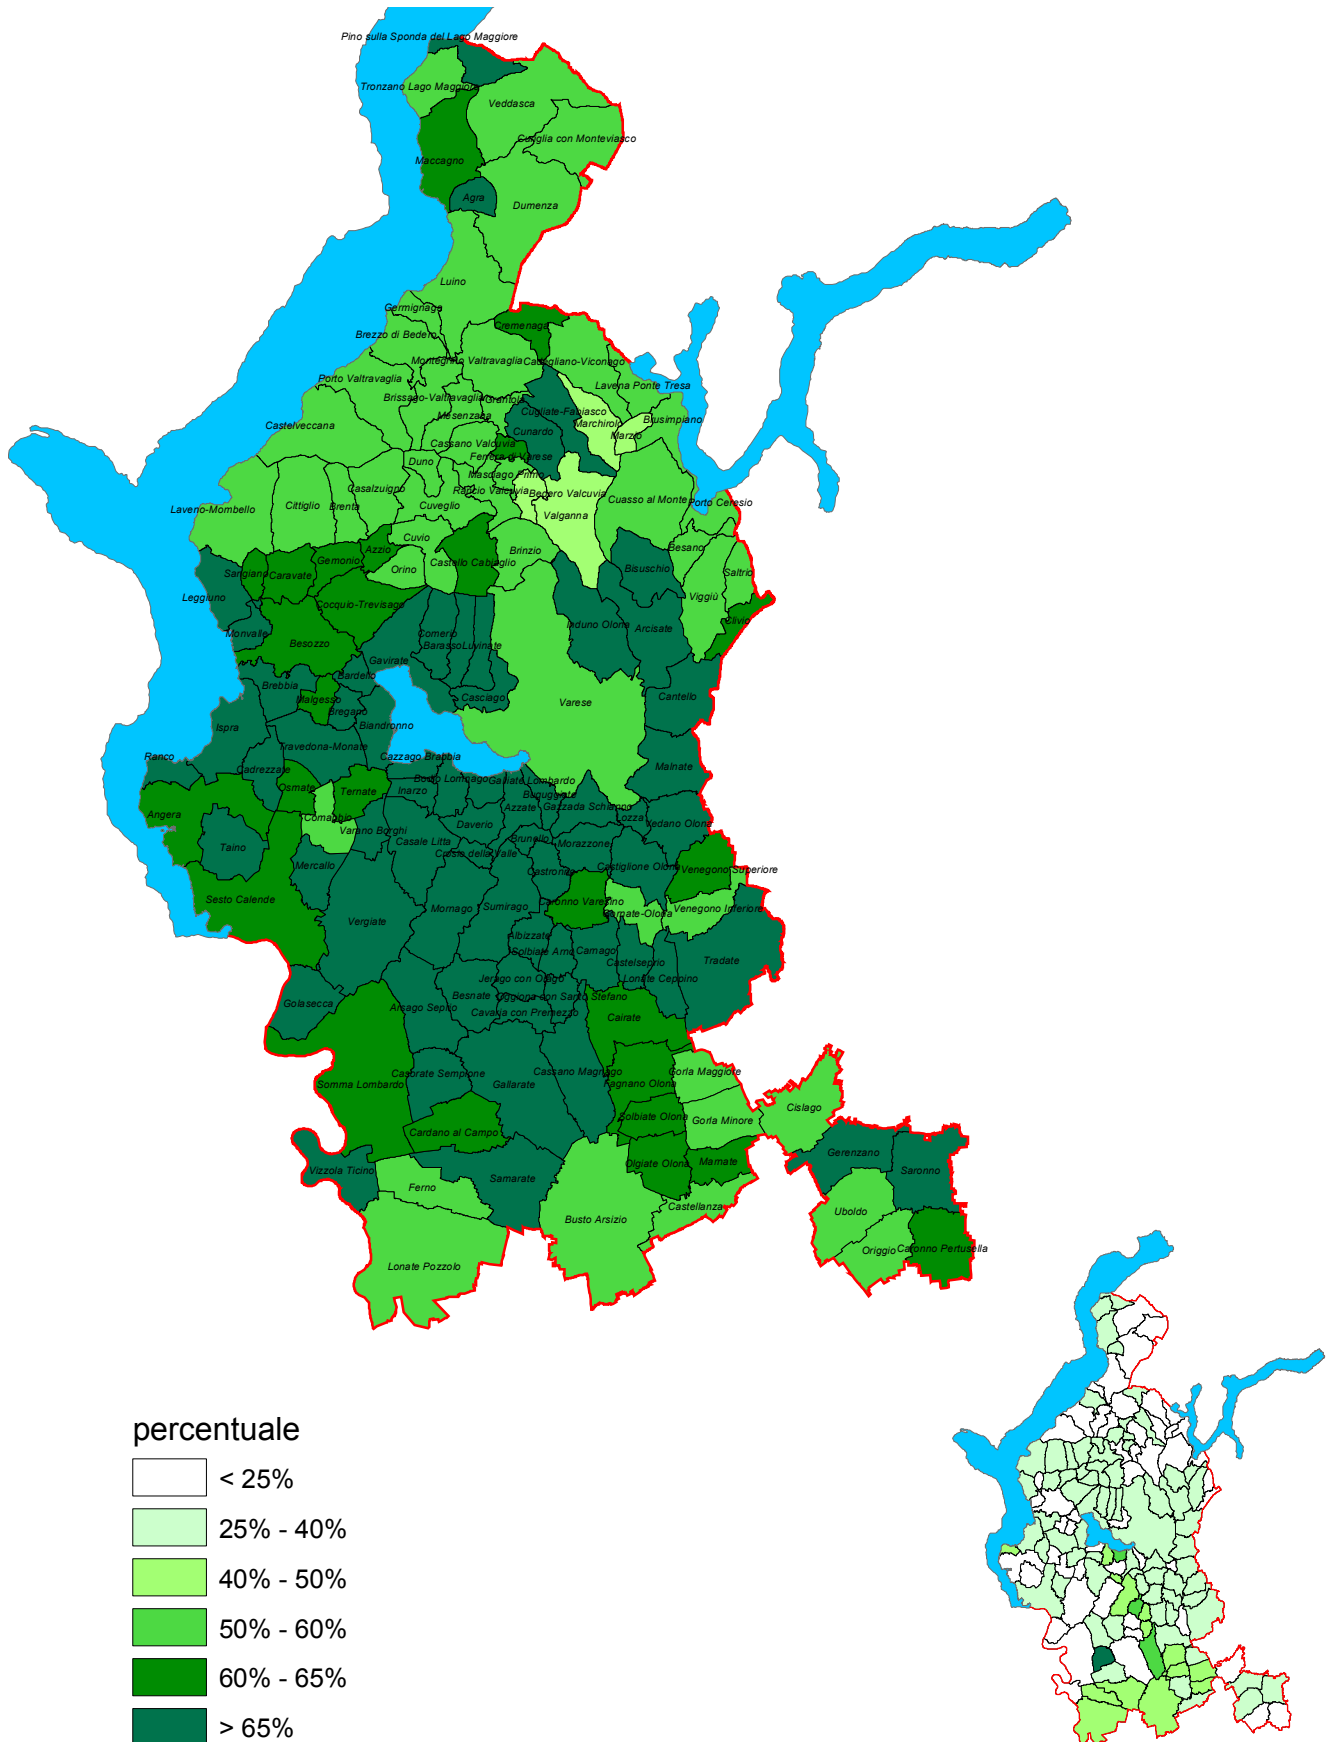 Pino sulla Sponda del Lago Maggiore
Tronzano Lago Maggiore
Veddasca
Curiglia con Monteviasco
Maccagno
Agra
Dumenza
Luino
Germignaga
Cremenaga
Brezzo di Bedero
Montegrino Valtravaglia
Cadegliano-Viconago
Porto Valtravaglia
Lavena Ponte Tresa
Brissago-Valtravaglia
Grantola
Cugliate-Fabiasco
Mesenzana
Marchirolo
Brusimpiano
Castelveccana
Cunardo
Marzio
Cassano Valcuvia
Ferrera di Varese
Duno
Masciago Primo
Casalzuigno
Rancio Valcuvia
Bedero Valcuvia
Cuasso al Monte
Porto Ceresio
Laveno-Mombello
Cittiglio
Brenta
Cuveglio
Valganna
Cuvio
Azzio
Brinzio
Besano
Gemonio
Castello Cabiaglio
Orino
Bisuschio
Saltrio
Sangiano
Caravate
Leggiuno
Viggiù
Cocquio-Trevisago
Clivio
Monvalle
Comerio
Induno Olona
Arcisate
Besozzo
Barasso
Luvinate
Gavirate
Bardello
Brebbia
Malgesso
Casciago
Cantello
Varese
Bregano
Ispra
Biandronno
Travedona-Monate
Ranco
Cazzago Brabbia
Cadrezzate
Malnate
Bodio Lomnago
Galliate Lombardo
Osmate
Ternate
Inarzo
Buguggiate
Azzate
Gazzada Schianno
Angera
Comabbio
Lozza
Vedano Olona
Varano Borghi
Daverio
Taino
Casale Litta
Brunello
Morazzone
Crosio della Valle
Mercallo
Castronno
Castiglione Olona
Venegono Superiore
Sesto Calende
Caronno Varesino
Mornago
Sumirago
Gornate-Olona
Venegono Inferiore
Vergiate
Albizzate
Solbiate Arno
Carnago
Castelseprio
Tradate
Jerago con Orago
Lonate Ceppino
Golasecca
Besnate
Oggiona con Santo Stefano
Arsago Seprio
Cavaria con Premezzo
Cairate
Somma Lombardo
Casorate Sempione
Gallarate
Cassano Magnago
Fagnano Olona
Gorla Maggiore
Cislago
Solbiate Olona
Gorla Minore
Cardano al Campo
Gerenzano
Olgiate Olona
Marnate
Saronno
Vizzola Ticino
Ferno
Samarate
Castellanza
Busto Arsizio
Uboldo
Origgio
Caronno Pertusella
Lonate Pozzolo
percentuale
< 25%
25% - 40%
40% - 50%
50% - 60%
60% - 65%
> 65%